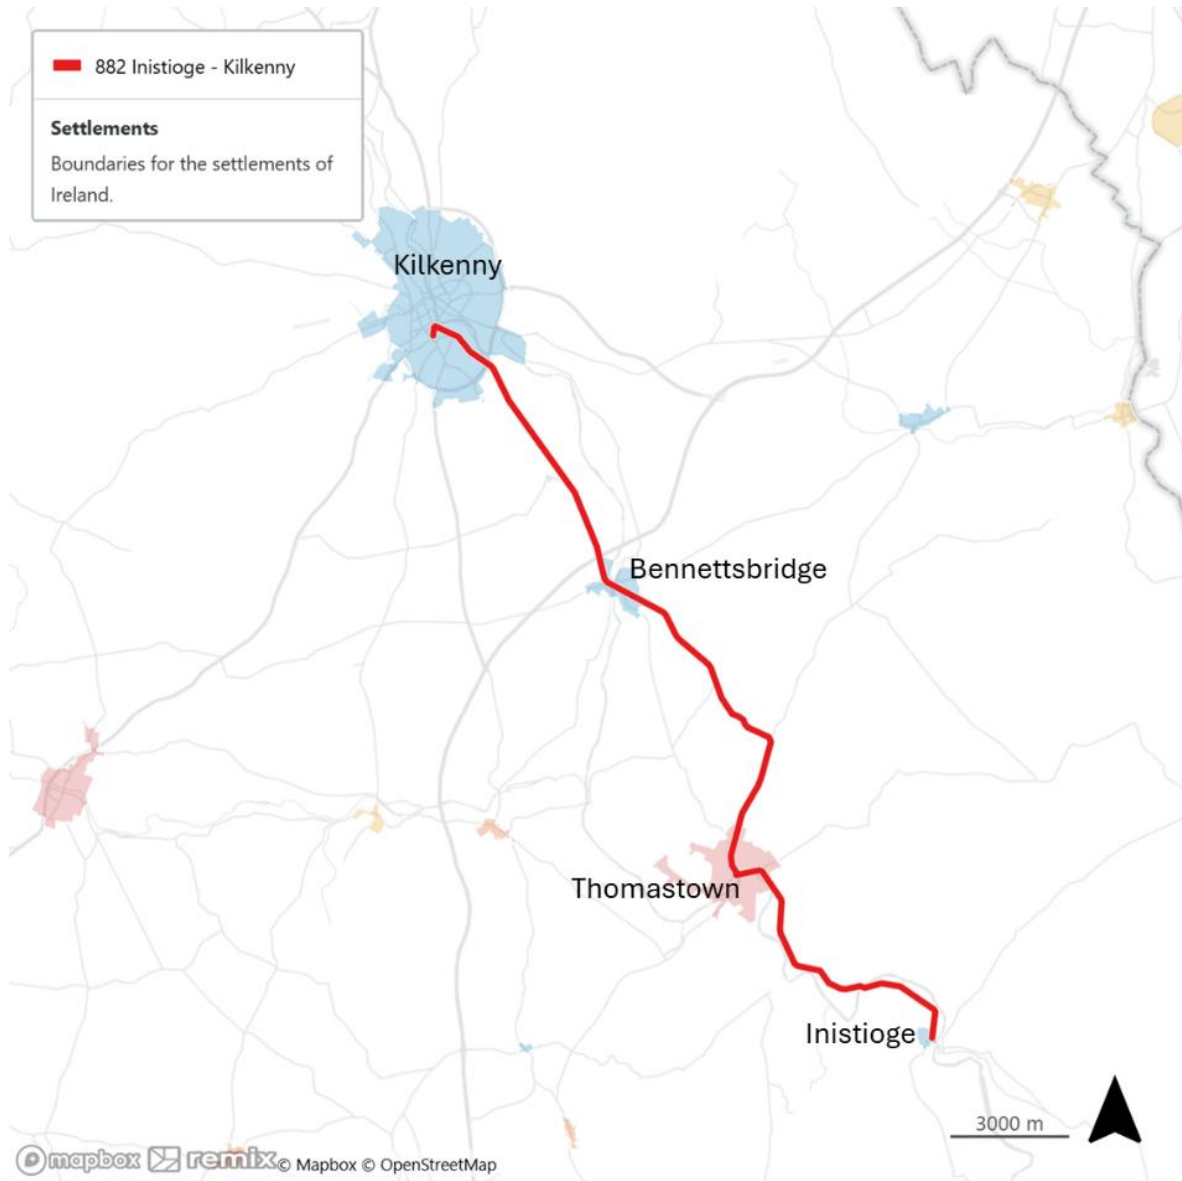 882 Inistioge - Kilkenny
Settlements
Boundaries for the settlements of
Ireland.
Kilkenny
Bennettsbridge
Thomastown
Inistioge
3000 m
mapbox remix © Mapbox © OpenStreetMap